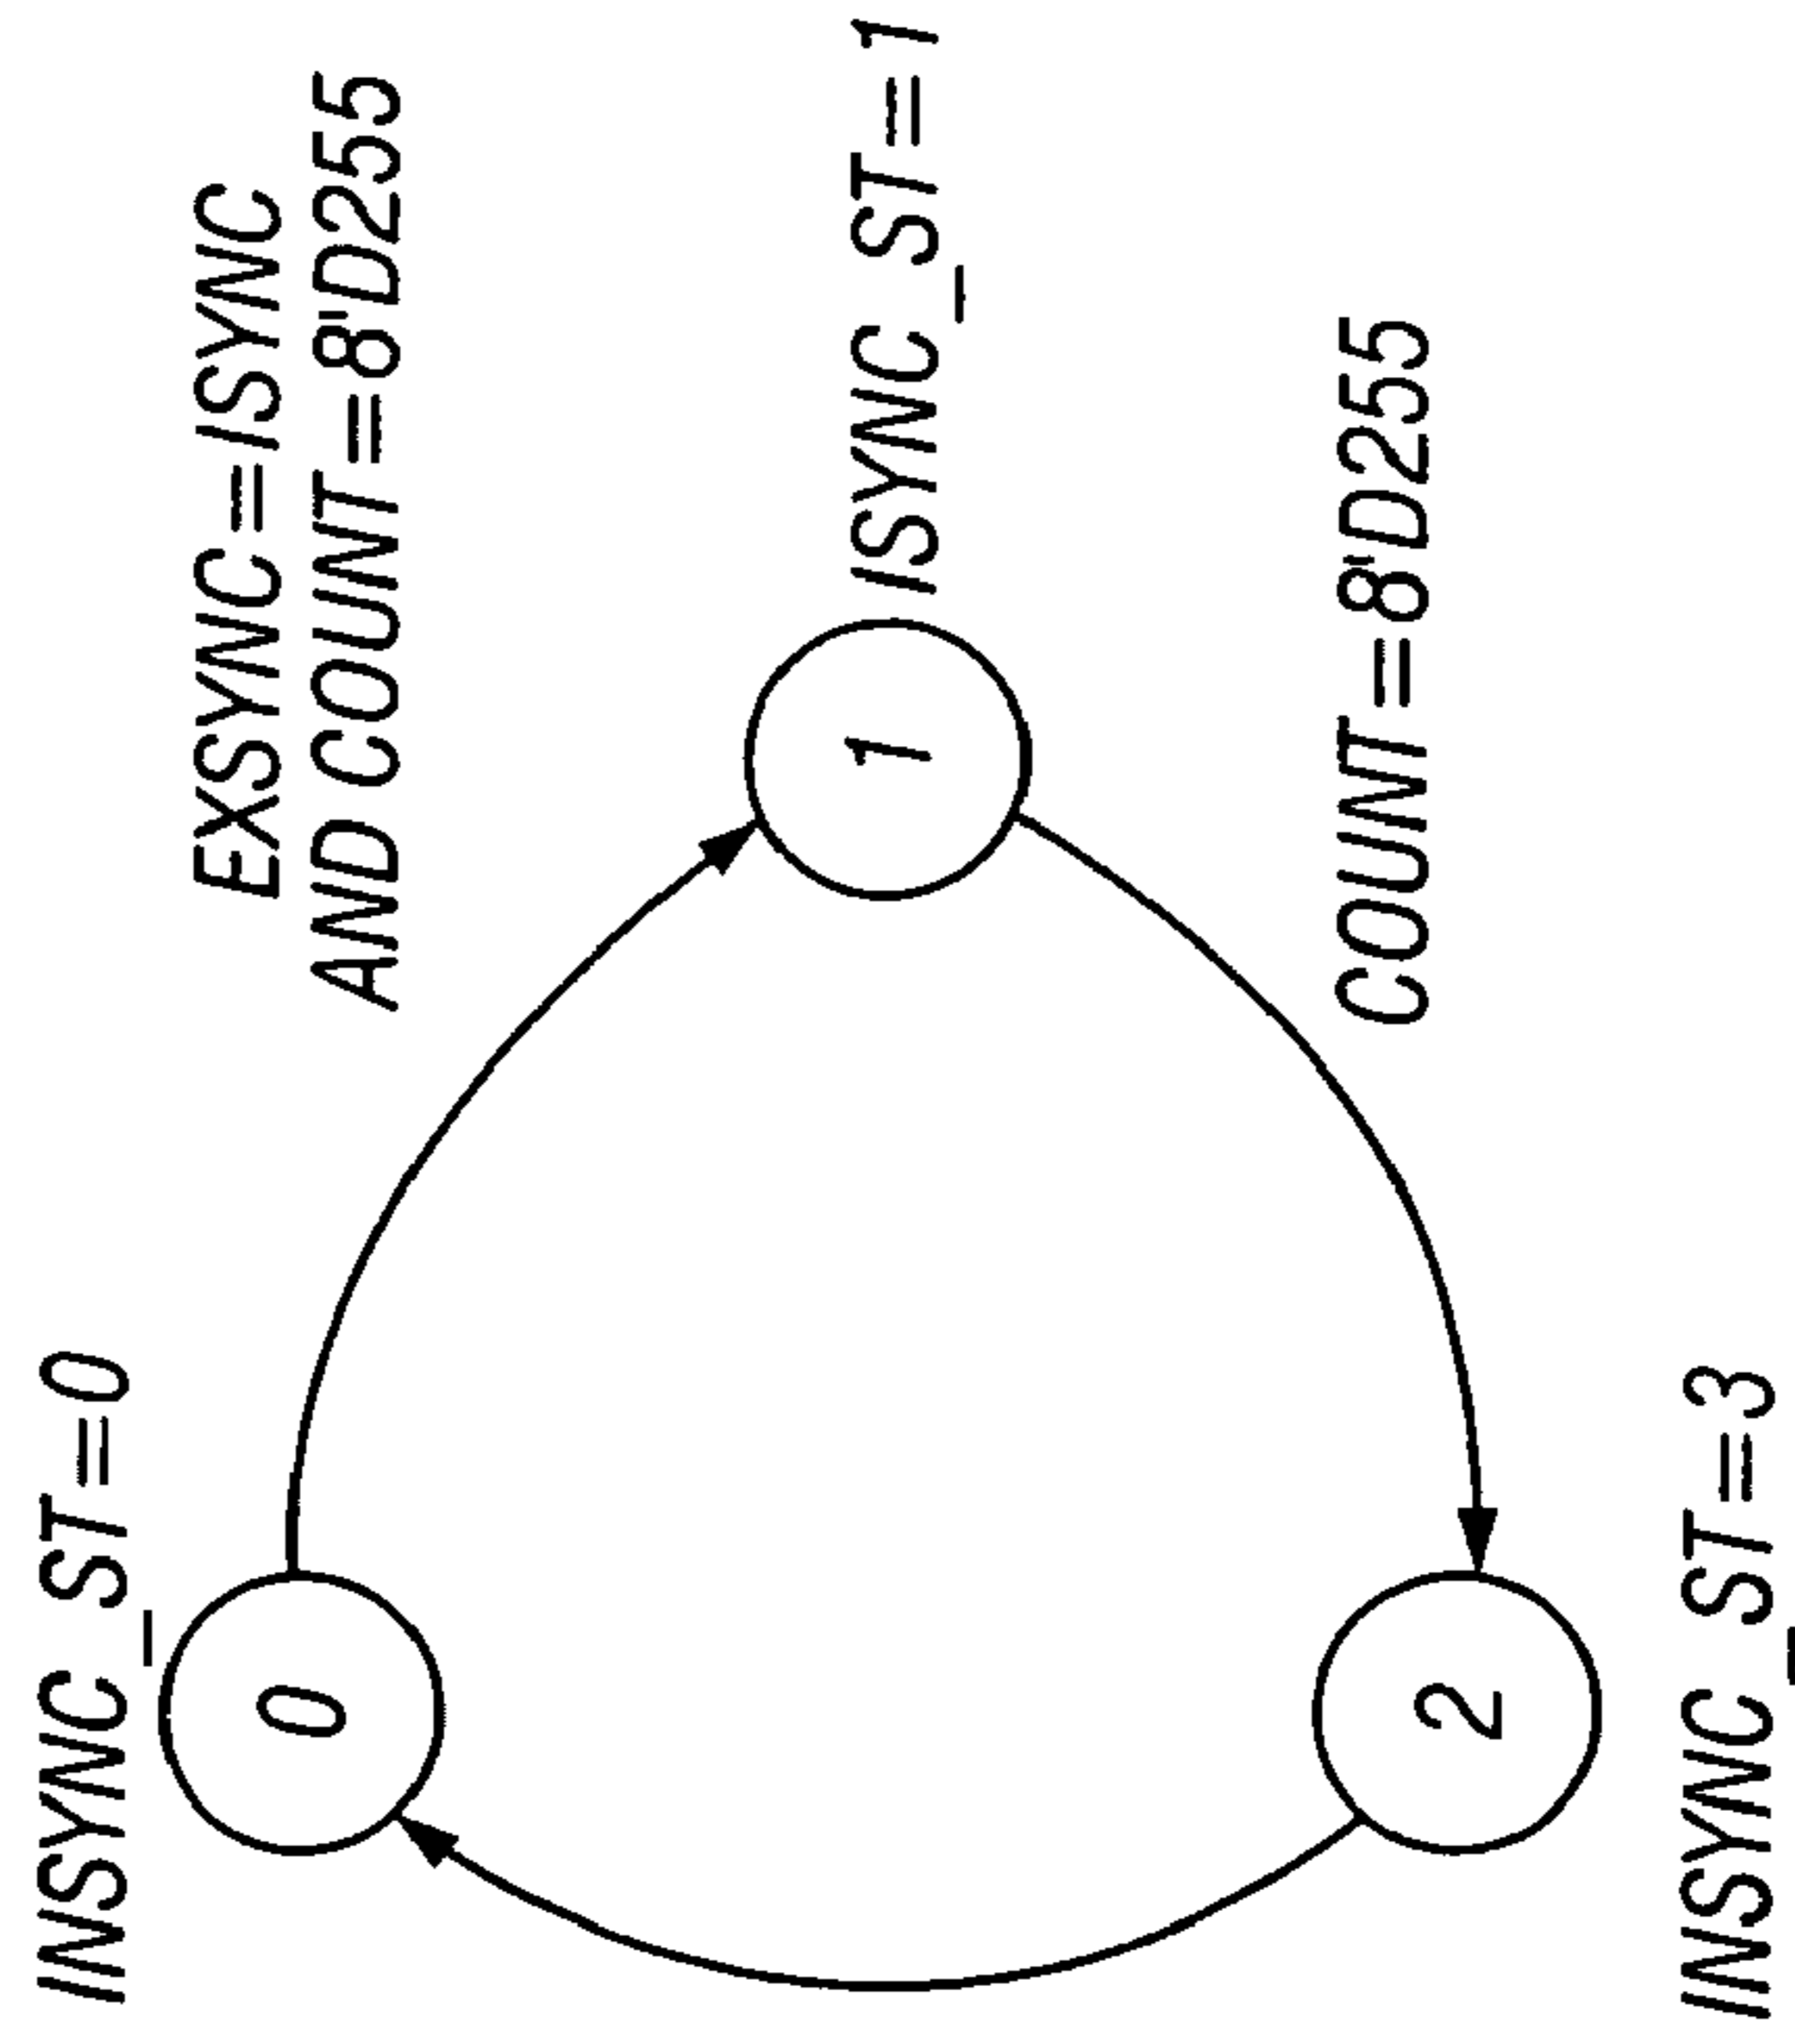 INSYNC_ST=0
0
EXSYNC=ISYNC
AND COUNT=8'D255
1
ISYNC_ST=1
COUNT=8'D255
2
INSYNC_ST=3